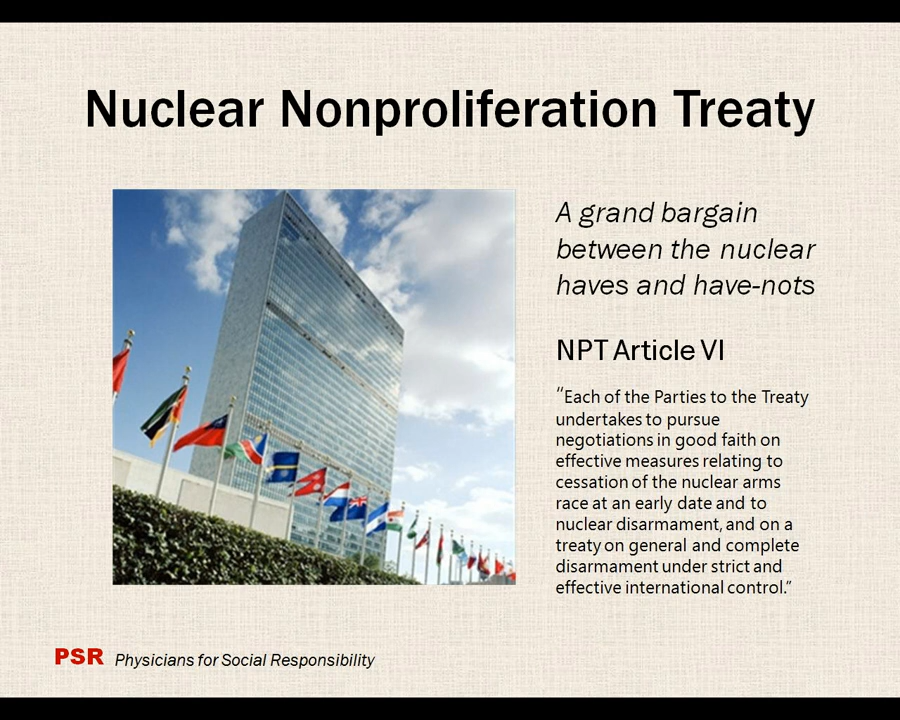 Nuclear Nonproliferation Treaty
A grand bargain
between the nuclear
haves and have-nots
NPT Article VI
"Each of the Parties to the Treaty
undertakes to pursue
negotiations in good faith on
effective measures relating to
cessation of the nuclear arms
race at an early date and to
nuclear disarmament, and on a
treaty on general and complete
disarmament under strict and
effective international control."
PSR Physicians for Social Responsibility